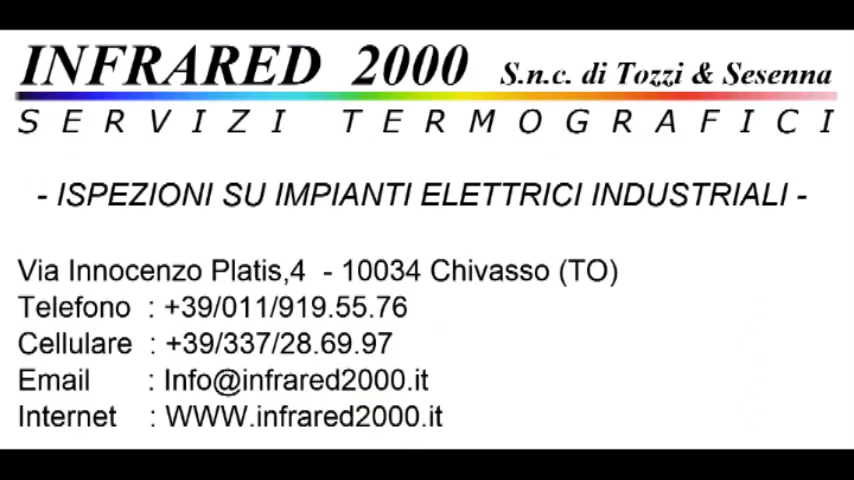 INFRARED 2000 S.n.c. di Tozzi & Sesenna
SERVIZI TERMOGRAFICI
- ISPEZIONI SU IMPIANTI ELETTRICI INDUSTRIALI -
Via Innocenzo Platis,4 - 10034 Chivasso (TO)
Telefono : +39/011/919.55.76
Cellulare : +39/337/28.69.97
Email : Info@infrared2000.it
Internet : WWW.infrared2000.it